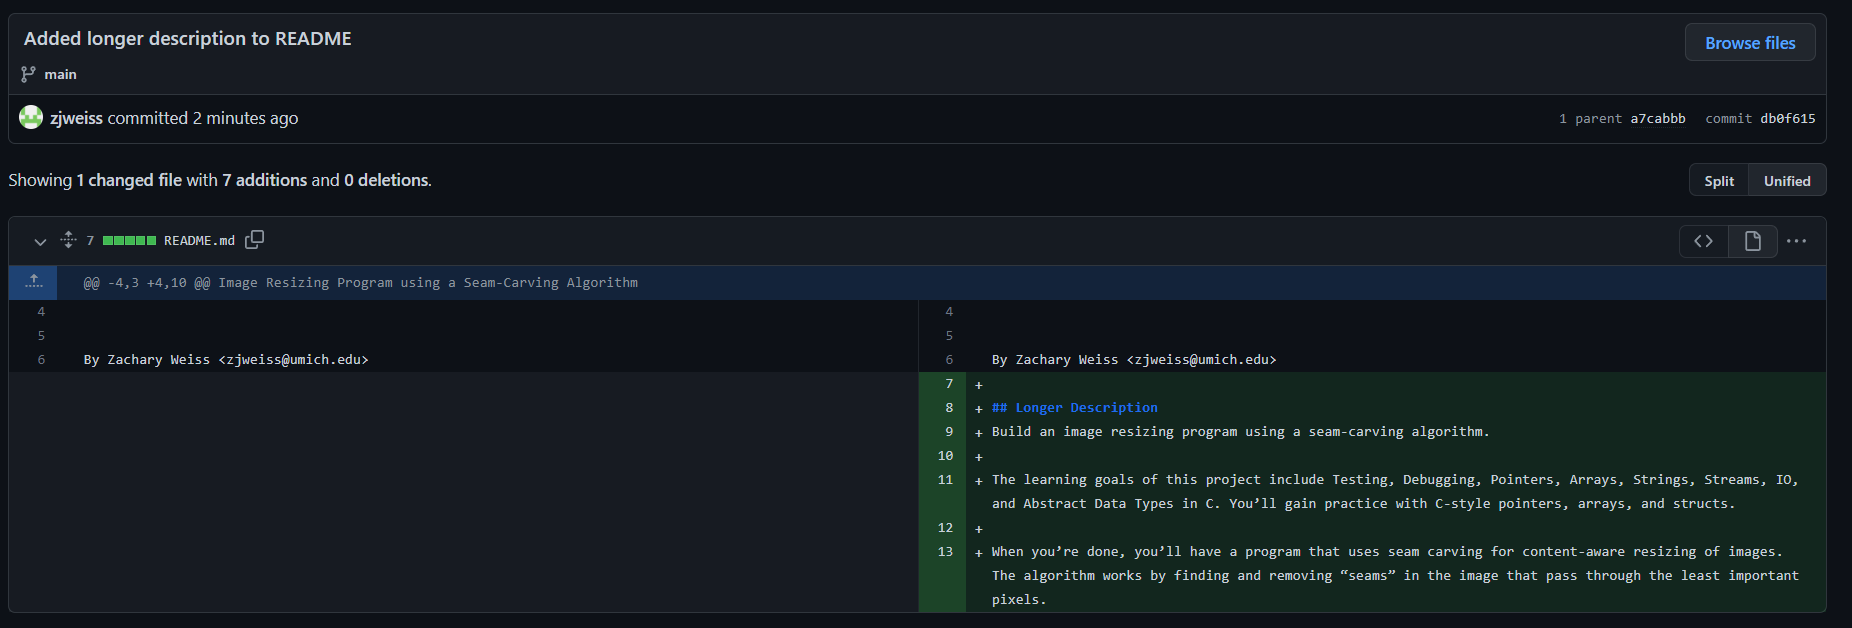 Added longer description to README
Browse files
main
zjweiss committed 2 minutes ago
1 parent a7cabbb commit db0f615
Showing 1 changed file with 7 additions and 0 deletions.
Split Unified
7 README.md
@@ -4,3 +4,10 @@ Image Resizing Program using a Seam-Carving Algorithm
4 4
5 5
6 By Zachary Weiss <zjweiss@umich.edu> 6 By Zachary Weiss <zjweiss@umich.edu>
7 +
8 + ## Longer Description
9 + Build an image resizing program using a seam-carving algorithm.
10 +
11 + The learning goals of this project include Testing, Debugging, Pointers, Arrays, Strings, Streams, IO,
and Abstract Data Types in C. You’ll gain practice with C-style pointers, arrays, and structs.
12 +
13 + When you’re done, you’ll have a program that uses seam carving for content-aware resizing of images.
The algorithm works by finding and removing “seams” in the image that pass through the least important
pixels.